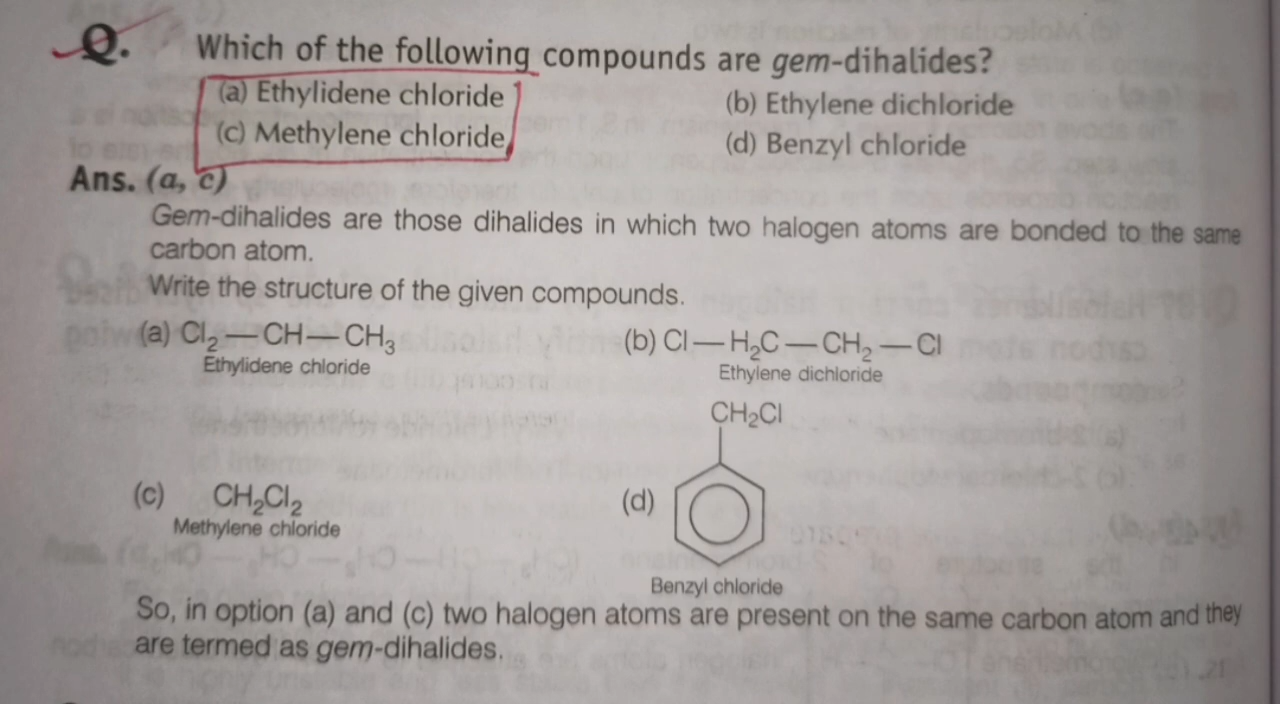 Q. Which of the following compounds are gem-dihalides?
(a) Ethylidene chloride (b) Ethylene dichloride
(c) Methylene chloride (d) Benzyl chloride
Ans. (a, c)
Gem-dihalides are those dihalides in which two halogen atoms are bonded to the same
carbon atom.
Write the structure of the given compounds.
(a) Cl₂—CH—CH₃ (b) Cl—H₂C—CH₂—Cl
Ethylidene chloride Ethylene dichloride
CH₂Cl
(c) CH₂Cl₂ (d)
Methylene chloride
Benzyl chloride
So, in option (a) and (c) two halogen atoms are present on the same carbon atom and they
are termed as gem-dihalides.